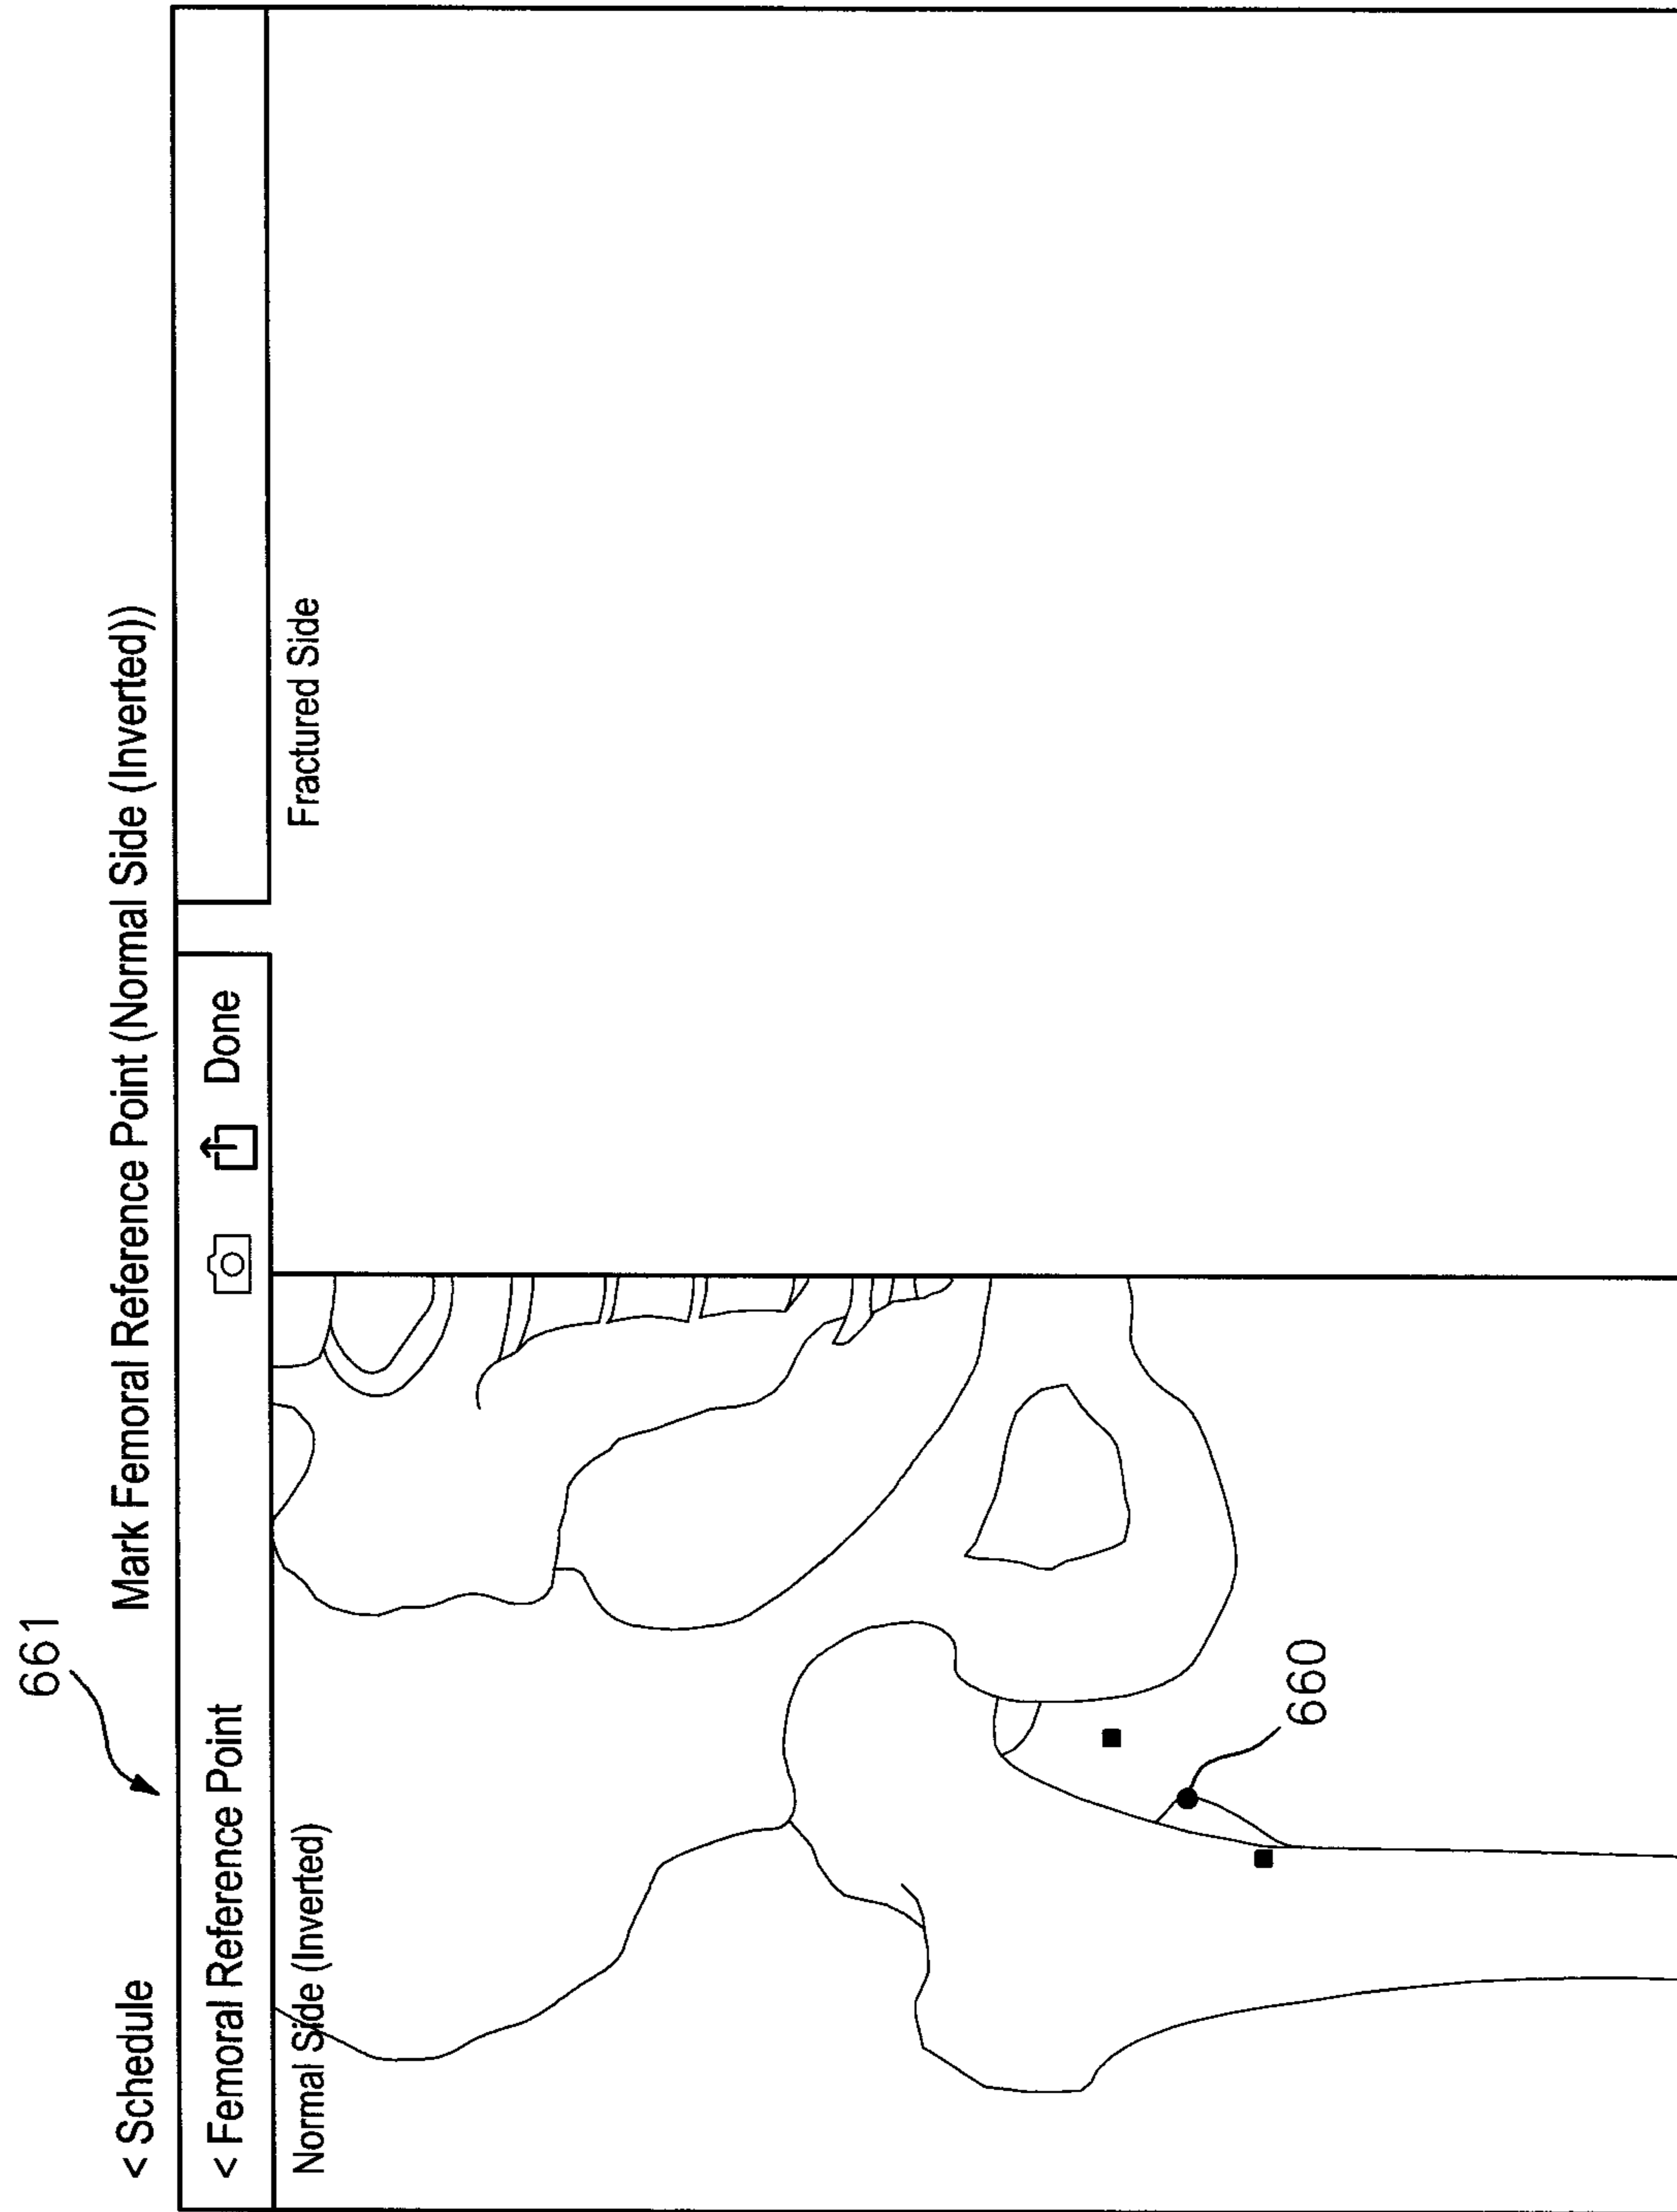 661
< Schedule Mark Femoral Reference Point (Normal Side (Inverted))
< Femoral Reference Point Done
Normal Side (Inverted) Fractured Side
660